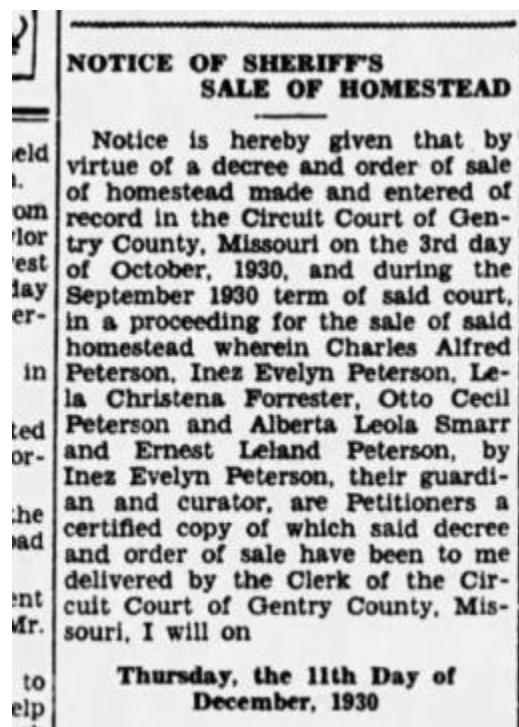 NOTICE OF SHERIFF'S
SALE OF HOMESTEAD
Notice is hereby given that by
virtue of a decree and order of sale
of homestead made and entered of
record in the Circuit Court of Gen-
try County, Missouri on the 3rd day
of October, 1930, and during the
September 1930 term of said court,
in a proceeding for the sale of said
homestead wherein Charles Alfred
Peterson, Inez Evelyn Peterson, Le-
la Christena Forrester, Otto Cecil
Peterson and Alberta Leola Smarr
and Ernest Leland Peterson, by
Inez Evelyn Peterson, their guardi-
an and curator, are Petitioners a
certified copy of which said decree
and order of sale have been to me
delivered by the Clerk of the Cir-
cuit Court of Gentry County, Mis-
souri, I will on
Thursday, the 11th Day of
December, 1930
in
the
Mr.
to